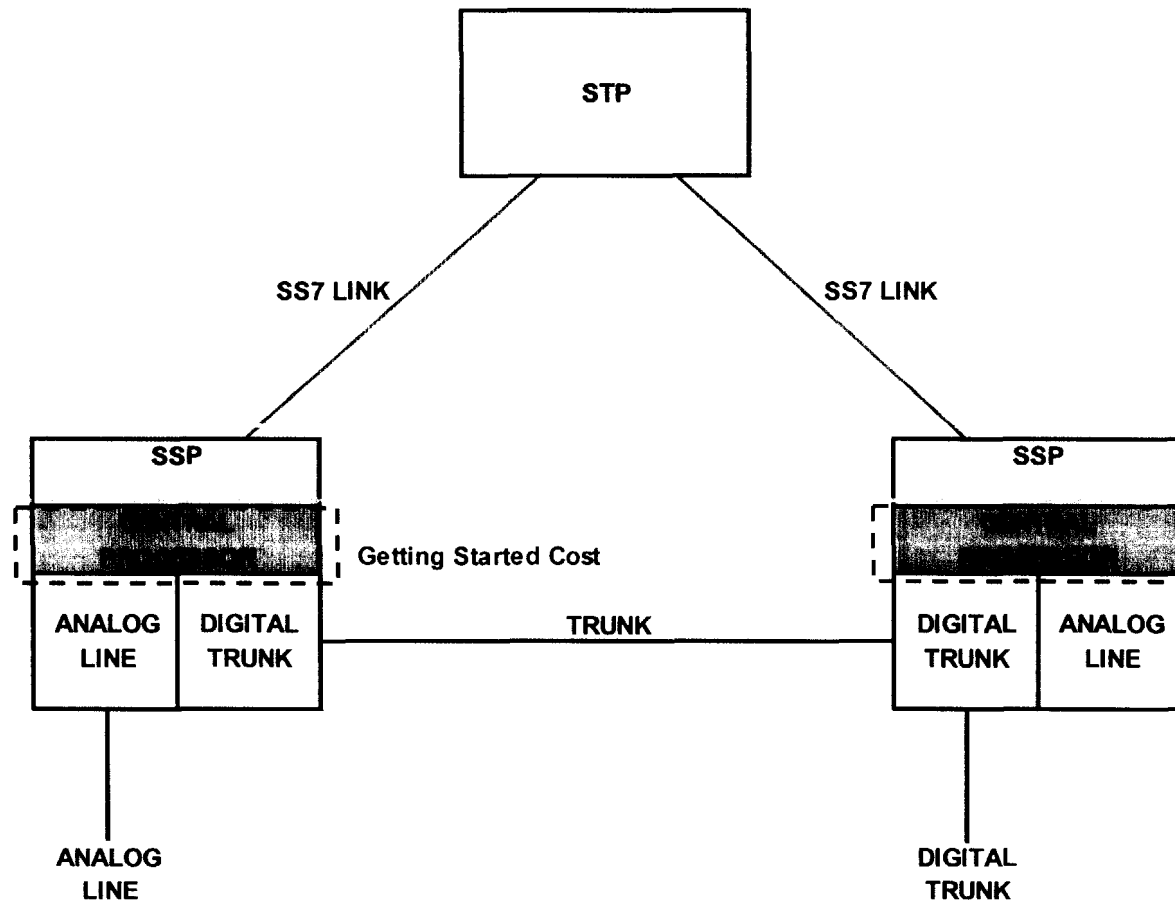 STP
SS7 LINK
SS7 LINK
SSP
SSP
Getting Started Cost
ANALOG
LINE
DIGITAL
TRUNK
TRUNK
DIGITAL
TRUNK
ANALOG
LINE
ANALOG
LINE
DIGITAL
TRUNK